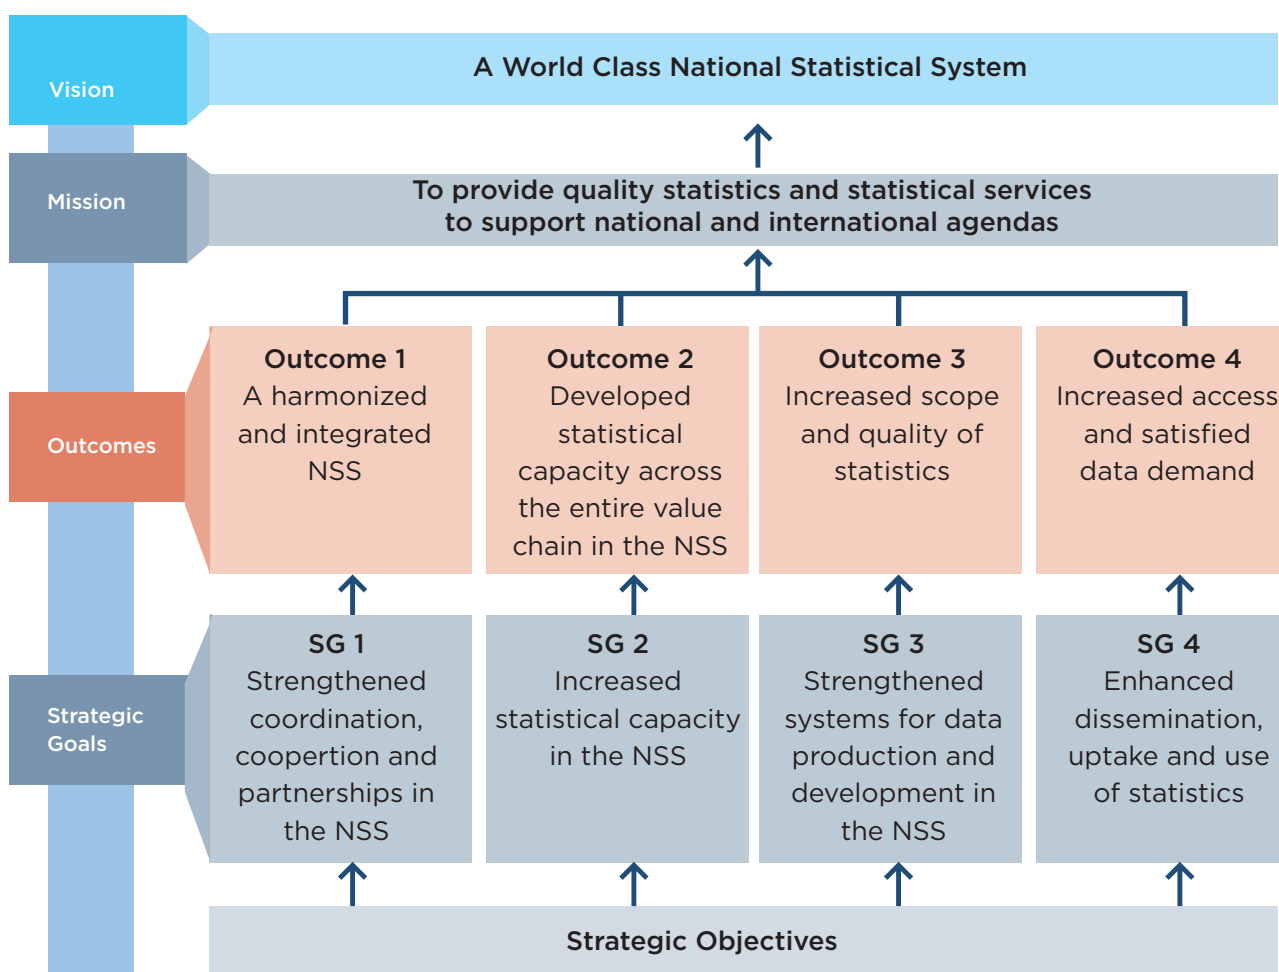 Vision
A World Class National Statistical System
Mission
To provide quality statistics and statistical services
to support national and international agendas
Outcomes
Outcome 1
A harmonized
and integrated
NSS
Outcome 2
Developed
statistical
capacity across
the entire value
chain in the NSS
Outcome 3
Increased scope
and quality of
statistics
Outcome 4
Increased access
and satisfied
data demand
Strategic
Goals
SG 1
Strengthened
coordination,
coopertion and
partnerships in
the NSS
SG 2
Increased
statistical capacity
in the NSS
SG 3
Strengthened
systems for data
production and
development in
the NSS
SG 4
Enhanced
dissemination,
uptake and use
of statistics
Strategic Objectives